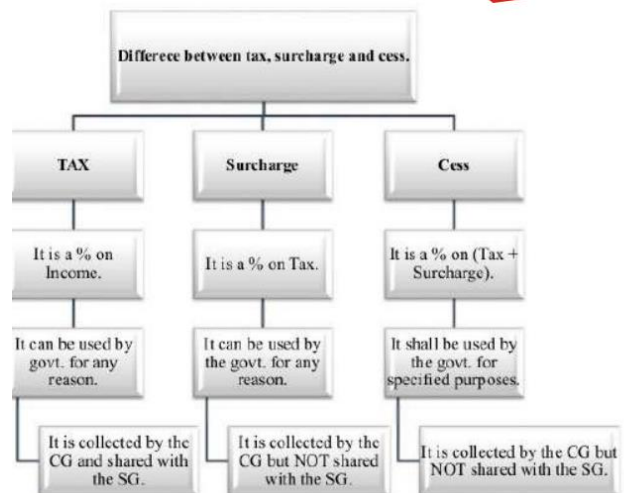 Differece between tax, surcharge and cess.
TAX
It is a % on
Income.
It can be used by
govt. for any
reason.
It is collected by the
CG and shared with
the SG.
Surcharge
It is a % on Tax.
It can be used by
the govt. for any
reason.
It is collected by the
CG but NOT shared
with the SG.
Cess
It is a % on (Tax +
Surcharge).
It shall be used by
the govt. for
specified purposes.
It is collected by the CG but
NOT shared with the SG.